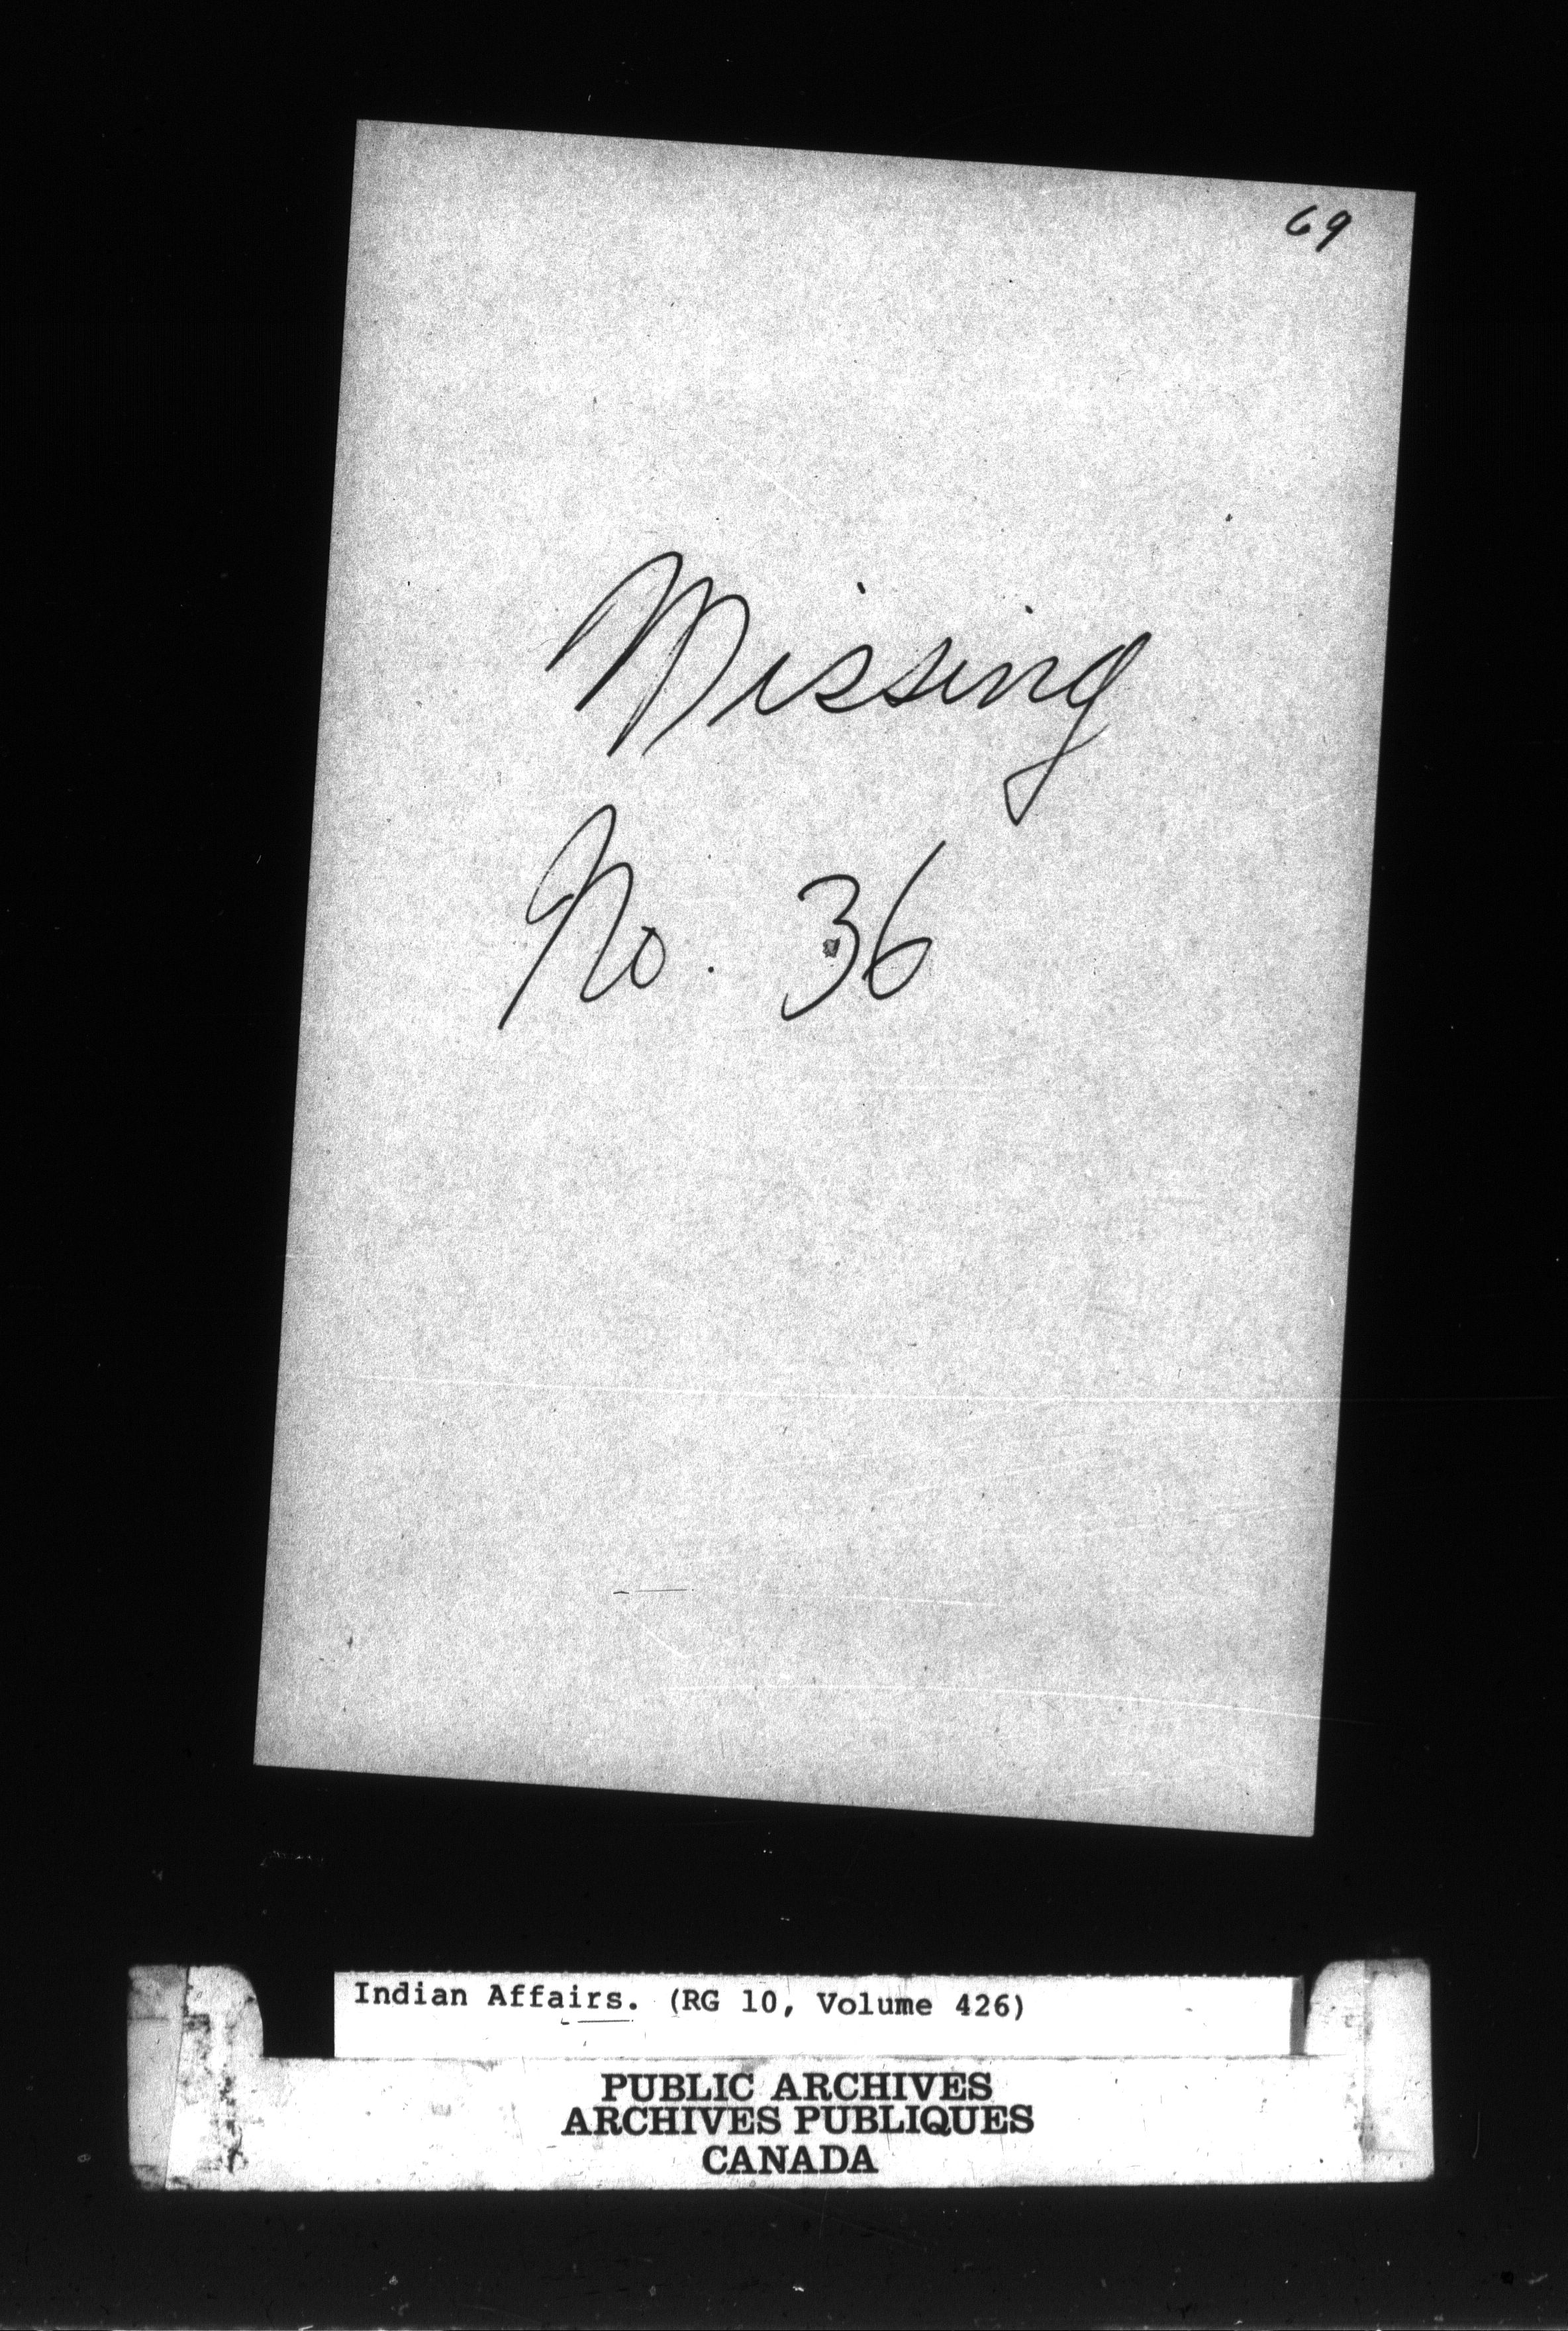 69
Missing
No. 36
Indian Affairs. (RG 10, Volume 426)
PUBLIC ARCHIVES
ARCHIVES PUBLIQUES
CANADA